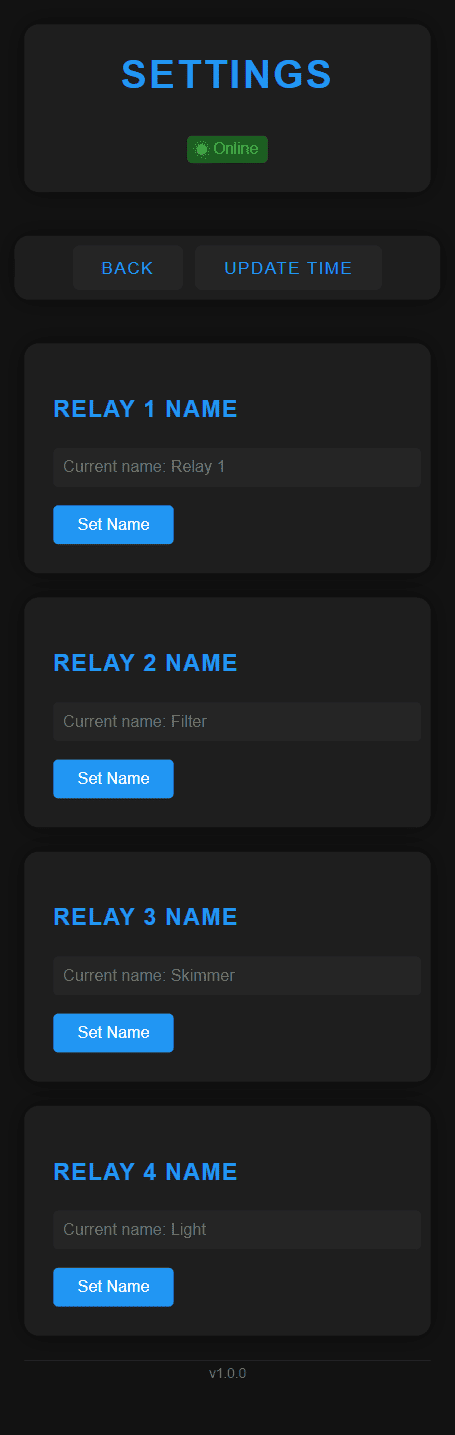 SETTINGS
Online
BACK
UPDATE TIME
RELAY 1 NAME
Current name: Relay 1
Set Name
RELAY 2 NAME
Current name: Filter
Set Name
RELAY 3 NAME
Current name: Skimmer
Set Name
RELAY 4 NAME
Current name: Light
Set Name
v1.0.0